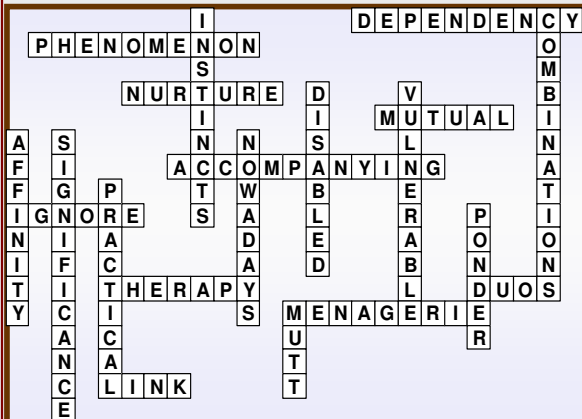 INSTINCTS
DEPENDENCY
COMBINATIONS
PHENOMENON
NURTURE
DISABLED
VULNERABLE
MUTUAL
AFFINITY
SIGNIFICANCE
NOWADAYS
ACCOMPANYING
PRACTICAL
IGNORE
PONDER
THERAPY
DUOS
MENAGERIE
MUTT
LINK